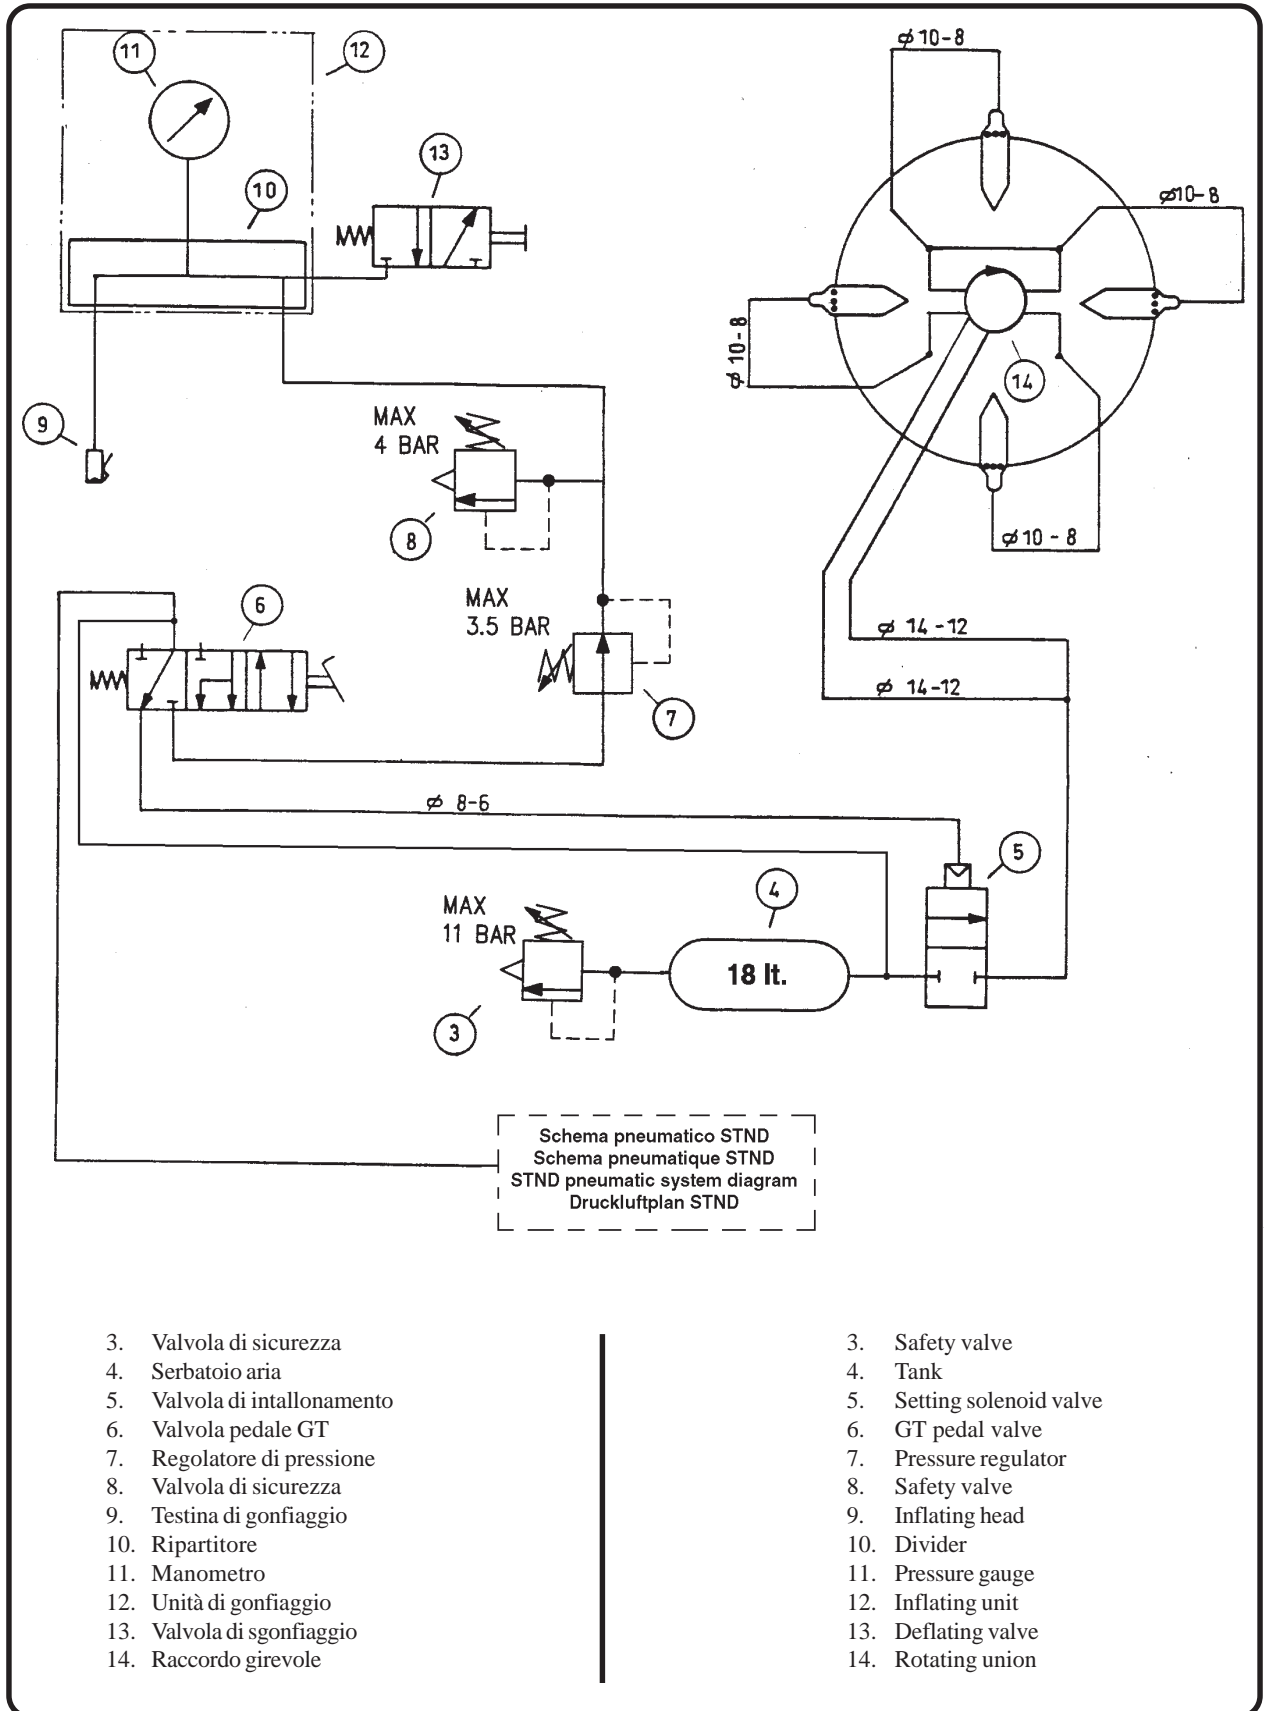 11
12
⌀ 10-8
13
10
⌀10-8
⌀ 10-8
14
MAX
4 BAR
9
8
⌀ 10 - 8
6
MAX
3.5 BAR
⌀ 14-12
⌀ 14-12
7
⌀ 8-6
5
4
MAX
11 BAR
18 lt.
3
Schema pneumatico STND
Schema pneumatique STND
STND pneumatic system diagram
Druckluftplan STND
3. Valvola di sicurezza
4. Serbatoio aria
5. Valvola di intallonamento
6. Valvola pedale GT
7. Regolatore di pressione
8. Valvola di sicurezza
9. Testina di gonfiaggio
10. Ripartitore
11. Manometro
12. Unità di gonfiaggio
13. Valvola di sgonfiaggio
14. Raccordo girevole
3. Safety valve
4. Tank
5. Setting solenoid valve
6. GT pedal valve
7. Pressure regulator
8. Safety valve
9. Inflating head
10. Divider
11. Pressure gauge
12. Inflating unit
13. Deflating valve
14. Rotating union